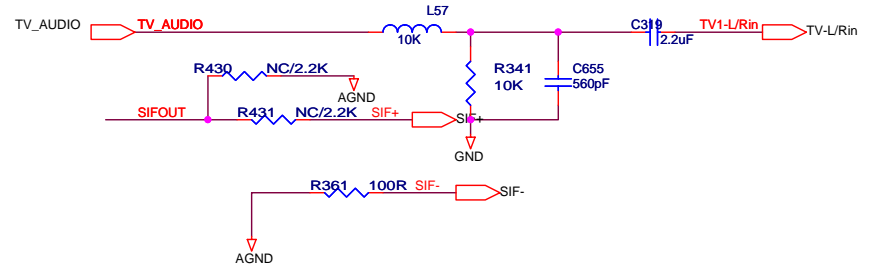 L57
TV_AUDIO
TV_AUDIO
10K
C319
2.2uF
TV1-L/Rin
TV-L/Rin
R430
NC/2.2K
AGND
R341
10K
C655
560pF
SIFOUT
R431
NC/2.2K
SIF+
SIF+
GND
R361
100R
SIF-
SIF-
AGND